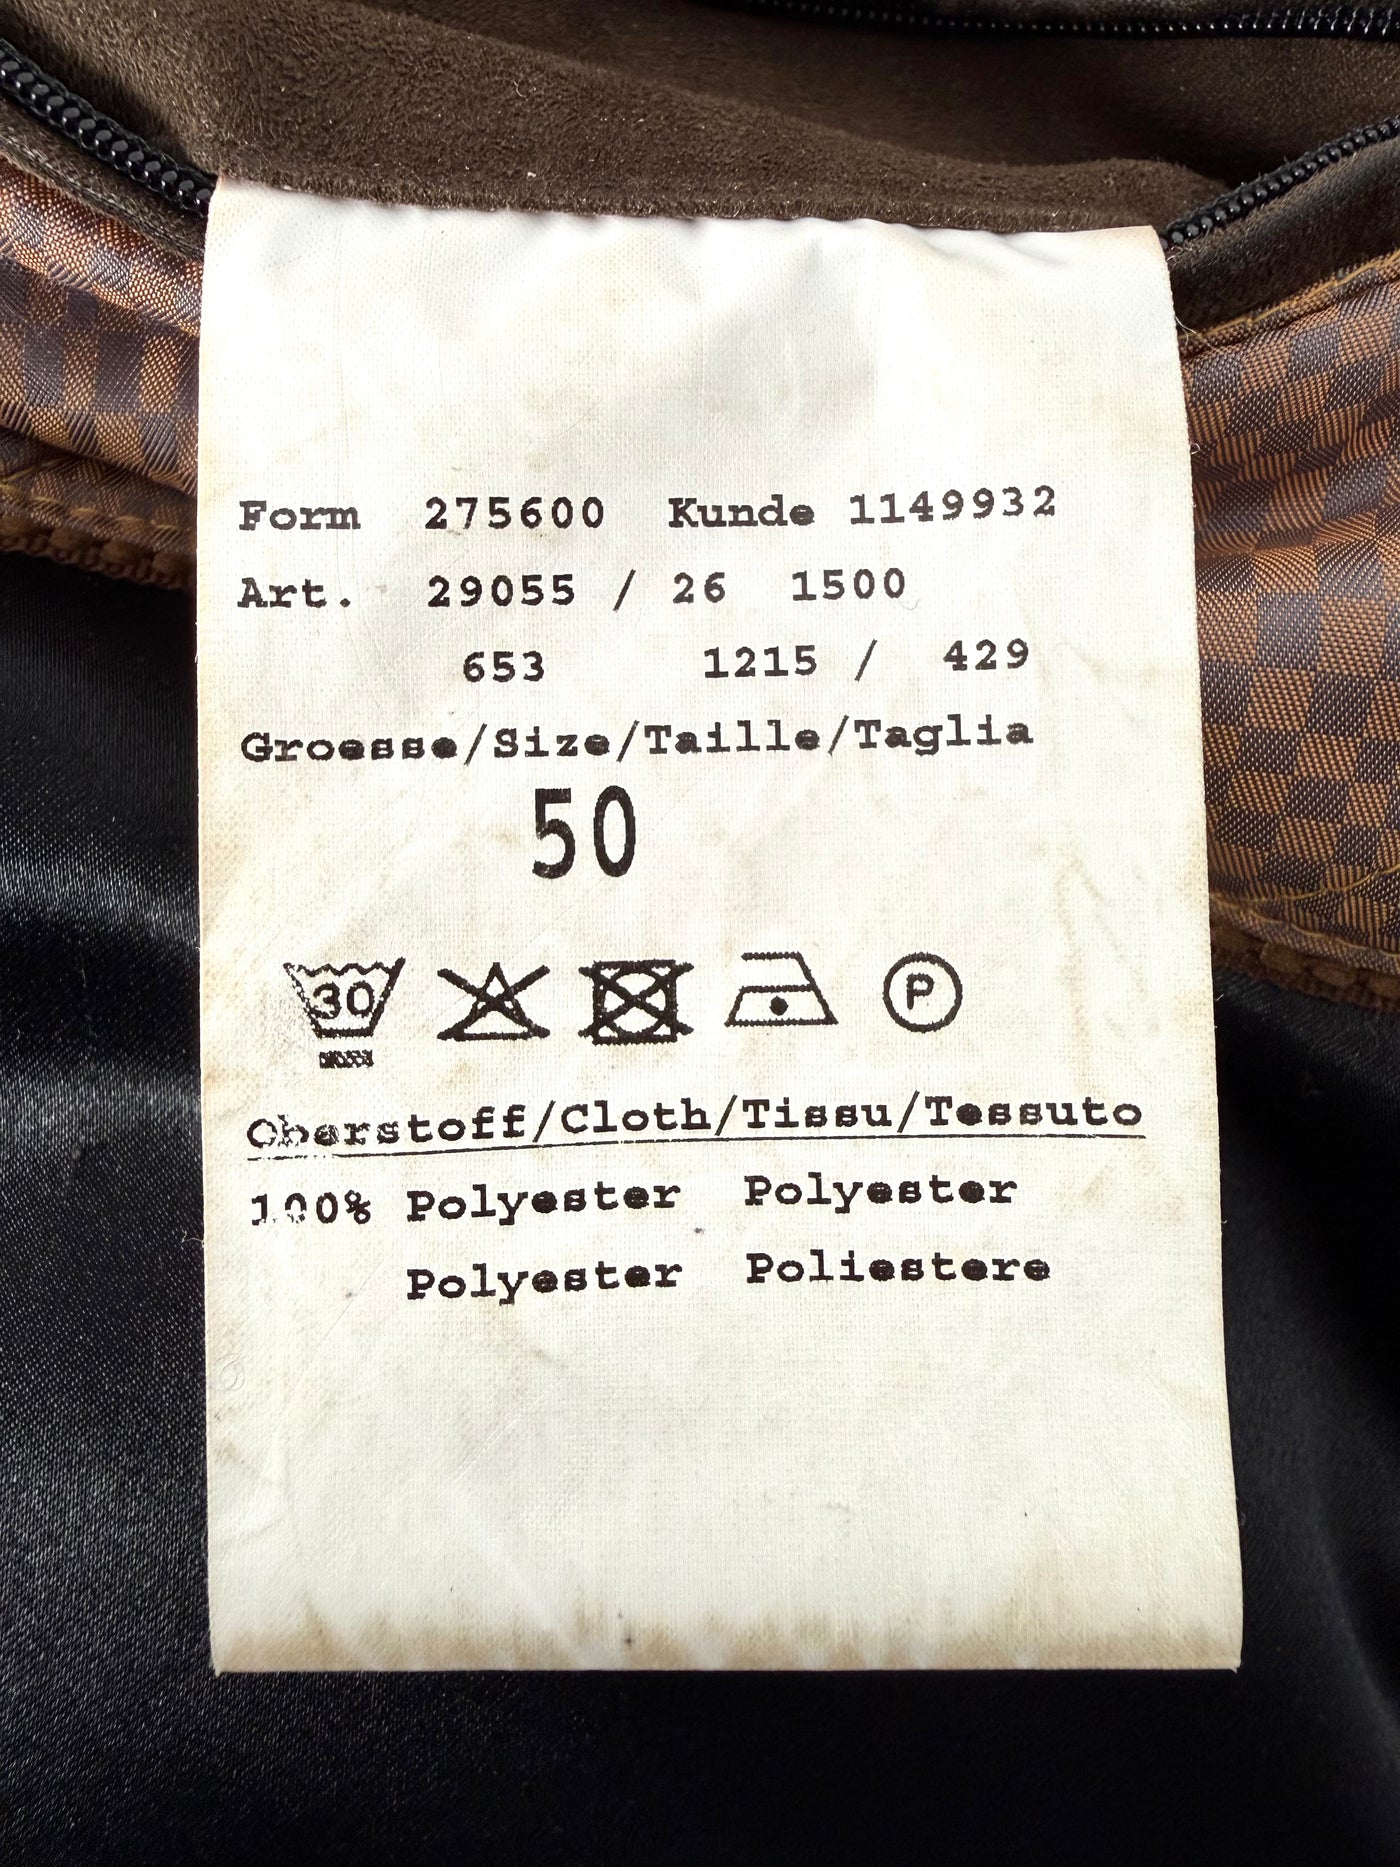 Form 275600 Kunde 1149932
Art. 29055 / 26 1500
653 1215 / 429
Groesse/Size/Taille/Taglia
50
30
P
Oberstoff/Cloth/Tissu/Tessuto
100% Polyester Polyester
Polyester Poliestere